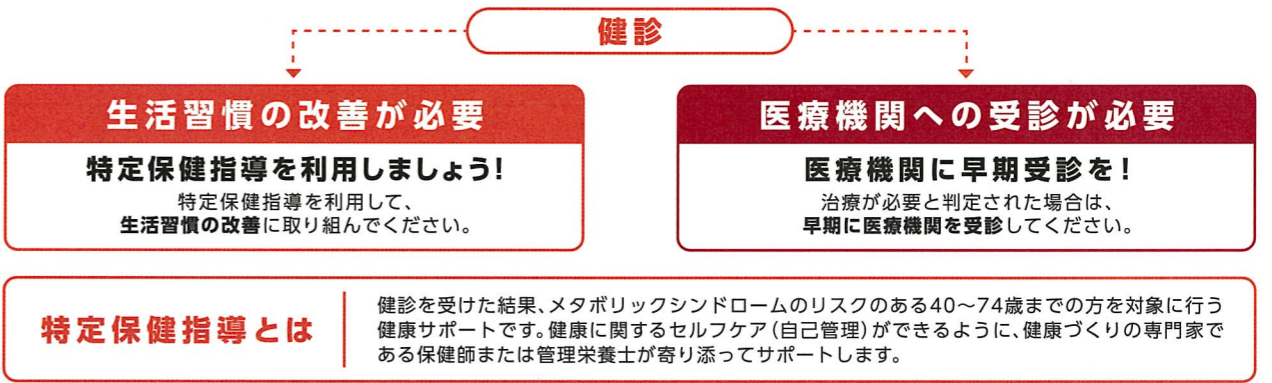 健診
生活習慣の改善が必要
特定保健指導を利用しましょう!
特定保健指導を利用して、
生活習慣の改善に取り組んでください。
医療機関への受診が必要
医療機関に早期受診を!
治療が必要と判定された場合は、
早期に医療機関を受診してください。
特定保健指導とは
健診を受けた結果、メタボリックシンドロームのリスクのある40〜74歳までの方を対象に行う
健康サポートです。健康に関するセルフケア(自己管理)ができるように、健康づくりの専門家で
ある保健師または管理栄養士が寄り添ってサポートします。